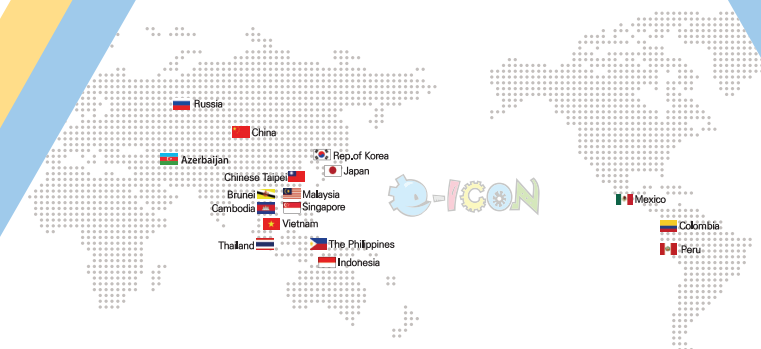 Russia
China
Azerbaijan
Rep.of Korea
Japan
Chinese Taipei
Brunei
Malaysia
Cambodia
Singapore
Vietnam
Thailand
The Philippines
Indonesia
e-ICON
Mexico
Colombia
Peru